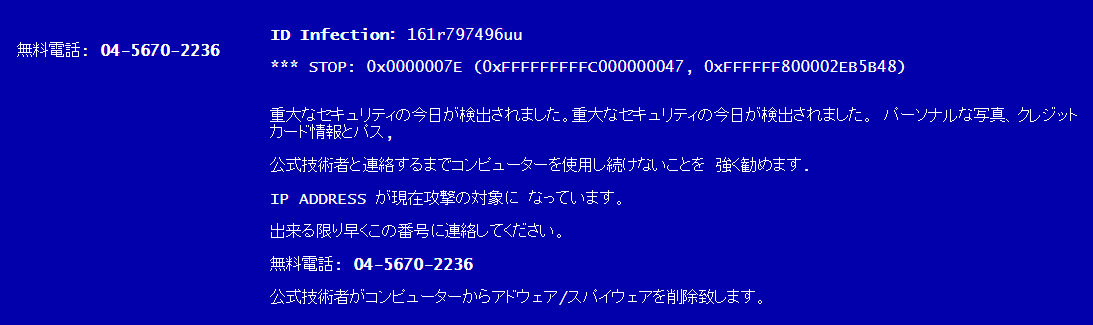 無料電話: 04-5670-2236
ID Infection: 161r797496uu
*** STOP: 0x0000007E (0xFFFFFFFFFC000000047, 0xFFFFFF800002EB5B48)
重大なセキュリティの今日が検出されました。重大なセキュリティの今日が検出されました。 パーソナルな写真、クレジット
カード情報とパス,
公式技術者と連絡するまでコンピューターを使用し続けないことを 強く勧めます.
IP ADDRESS が現在攻撃の対象に なっています。
出来る限り早くこの番号に連絡してください。
無料電話: 04-5670-2236
公式技術者がコンピューターからアドウェア/スパイウェアを削除致します。